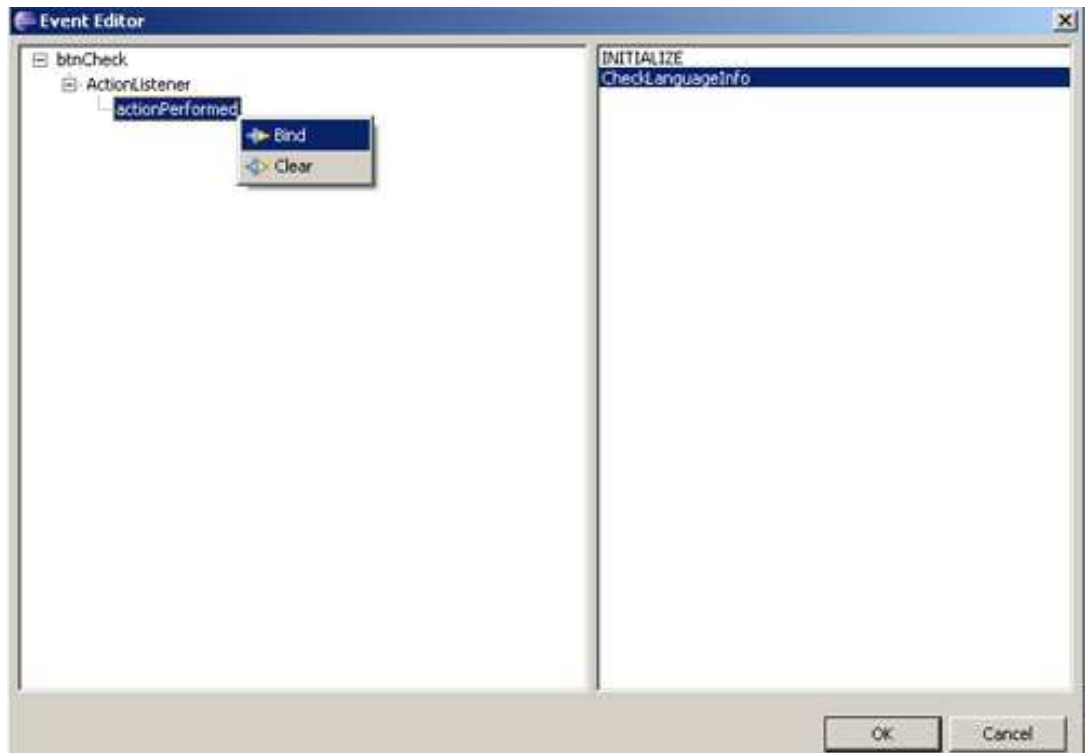 Event Editor
btnCheck
ActionListener
actionPerformed
Bind
Clear
INITIALIZE
CheckLanguageInfo
OK
Cancel